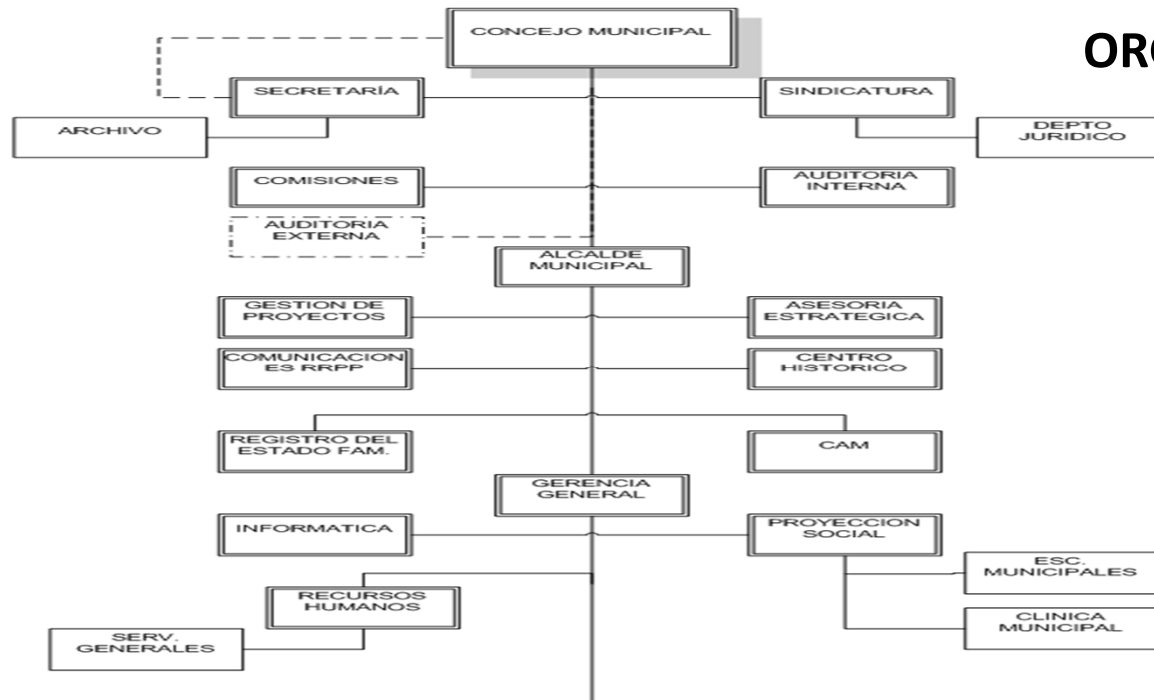 CONCEJO MUNICIPAL
ORG
SECRETARÍA
SINDICATURA
ARCHIVO
DEPTO
JURIDICO
COMISIONES
AUDITORIA
INTERNA
AUDITORIA
EXTERNA
ALCALDE
MUNICIPAL
GESTION DE
PROYECTOS
ASESORIA
ESTRATEGICA
COMUNICACION
ES RRPP
CENTRO
HISTORICO
REGISTRO DEL
ESTADO FAM.
CAM
GERENCIA
GENERAL
INFORMATICA
PROYECCION
SOCIAL
ESC.
MUNICIPALES
RECURSOS
HUMANOS
CLINICA
MUNICIPAL
SERV.
GENERALES